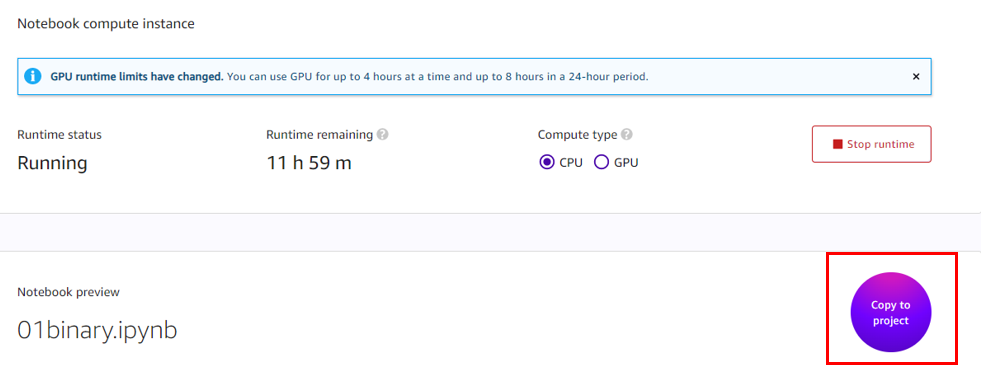 Notebook compute instance
GPU runtime limits have changed. You can use GPU for up to 4 hours at a time and up to 8 hours in a 24-hour period.
Runtime status
Running
Runtime remaining
11 h 59 m
Compute type
CPU
GPU
Stop runtime
Notebook preview
01binary.ipynb
Copy to
project